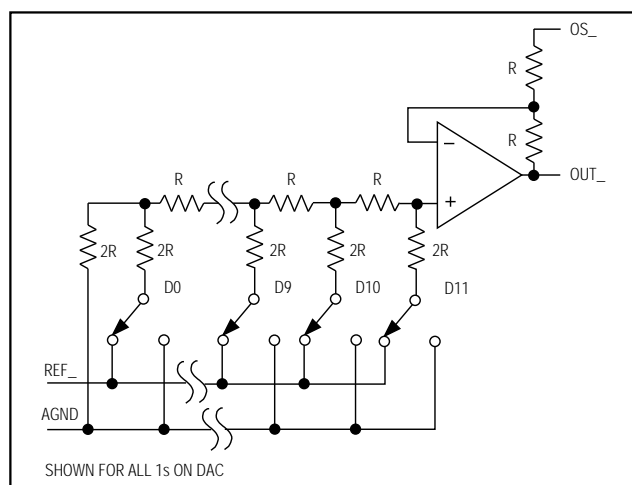 OS_
R
R
OUT_
−
+
R
R
R
2R
2R
2R
2R
2R
D0
D9
D10
D11
REF_
AGND
SHOWN FOR ALL 1s ON DAC